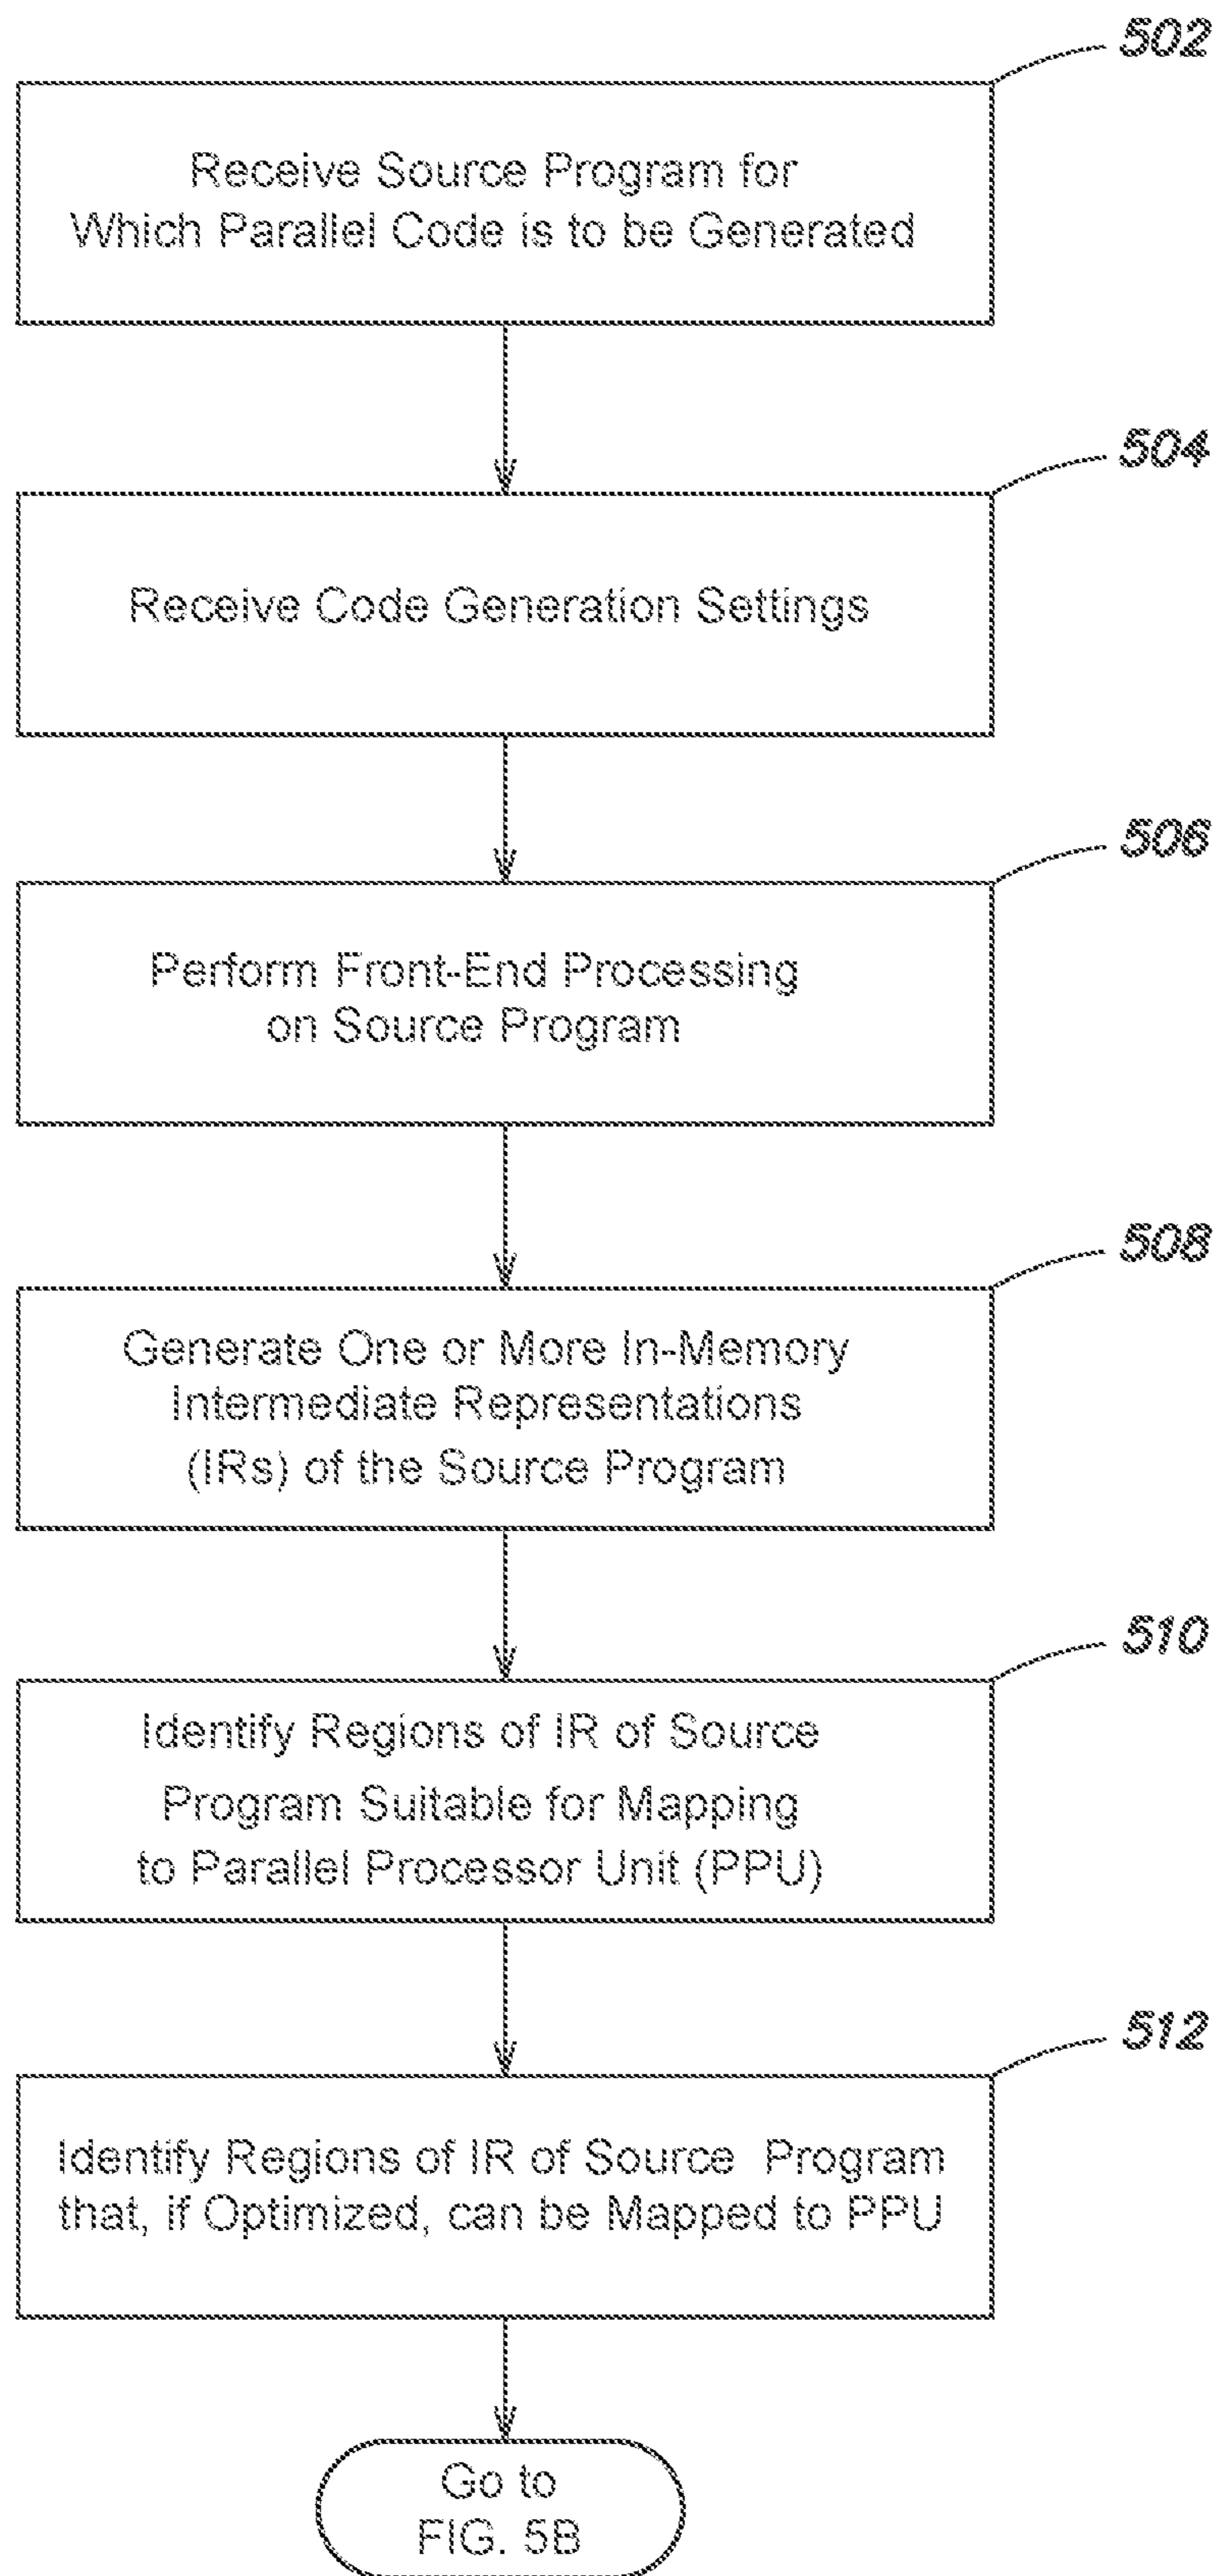 502
Receive Source Program for
Which Parallel Code is to be Generated
504
Receive Code Generation Settings
506
Perform Front-End Processing
on Source Program
508
Generate One or More In-Memory
Intermediate Representations
(IRs) of the Source Program
510
Identify Regions of IR of Source
Program Suitable for Mapping
to Parallel Processor Unit (PPU)
512
Identify Regions of IR of Source Program
that, if Optimized, can be Mapped to PPU
Go to
FIG. 5B